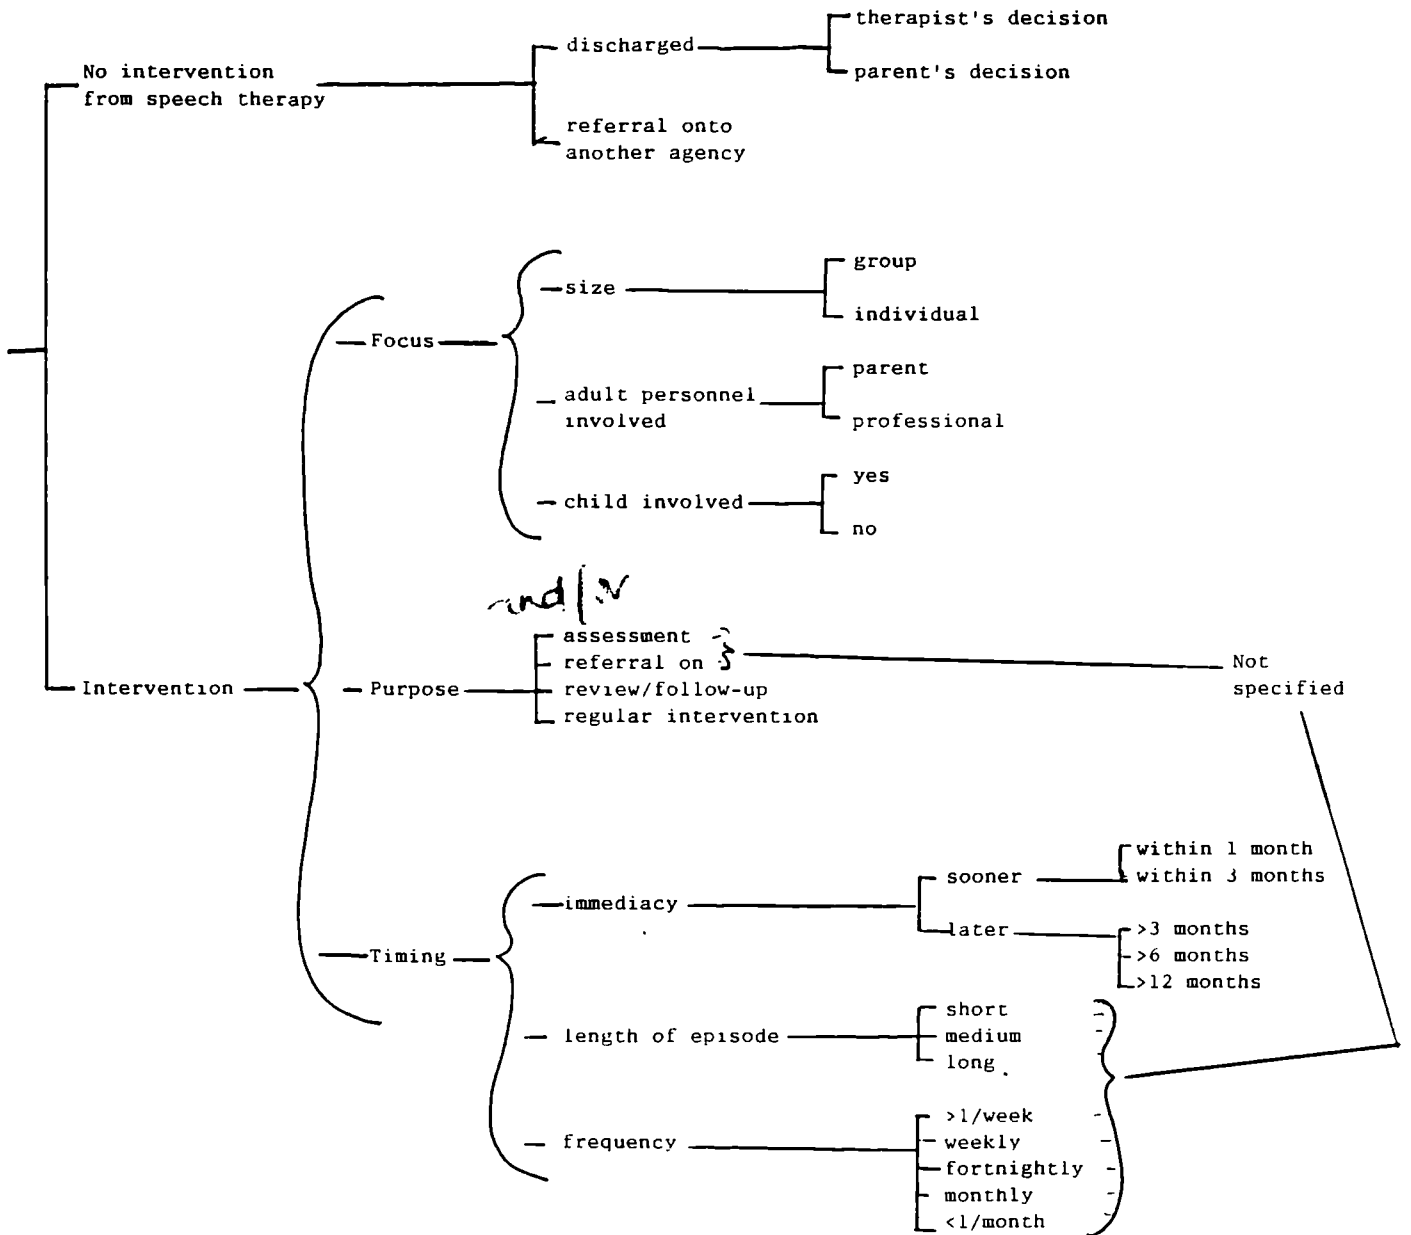 therapist's decision
discharged
parent's decision
No intervention
from speech therapy
referral onto
another agency
group
size
individual
Focus
parent
adult personnel
involved
professional
yes
child involved
no
and/or
assessment
referral on
review/follow-up
regular intervention
Not
specified
Intervention
Purpose
within 1 month
sooner
within 3 months
immediacy
later
>3 months
>6 months
>12 months
Timing
short
length of episode
medium
long
>1/week
frequency
weekly
fortnightly
monthly
<1/month